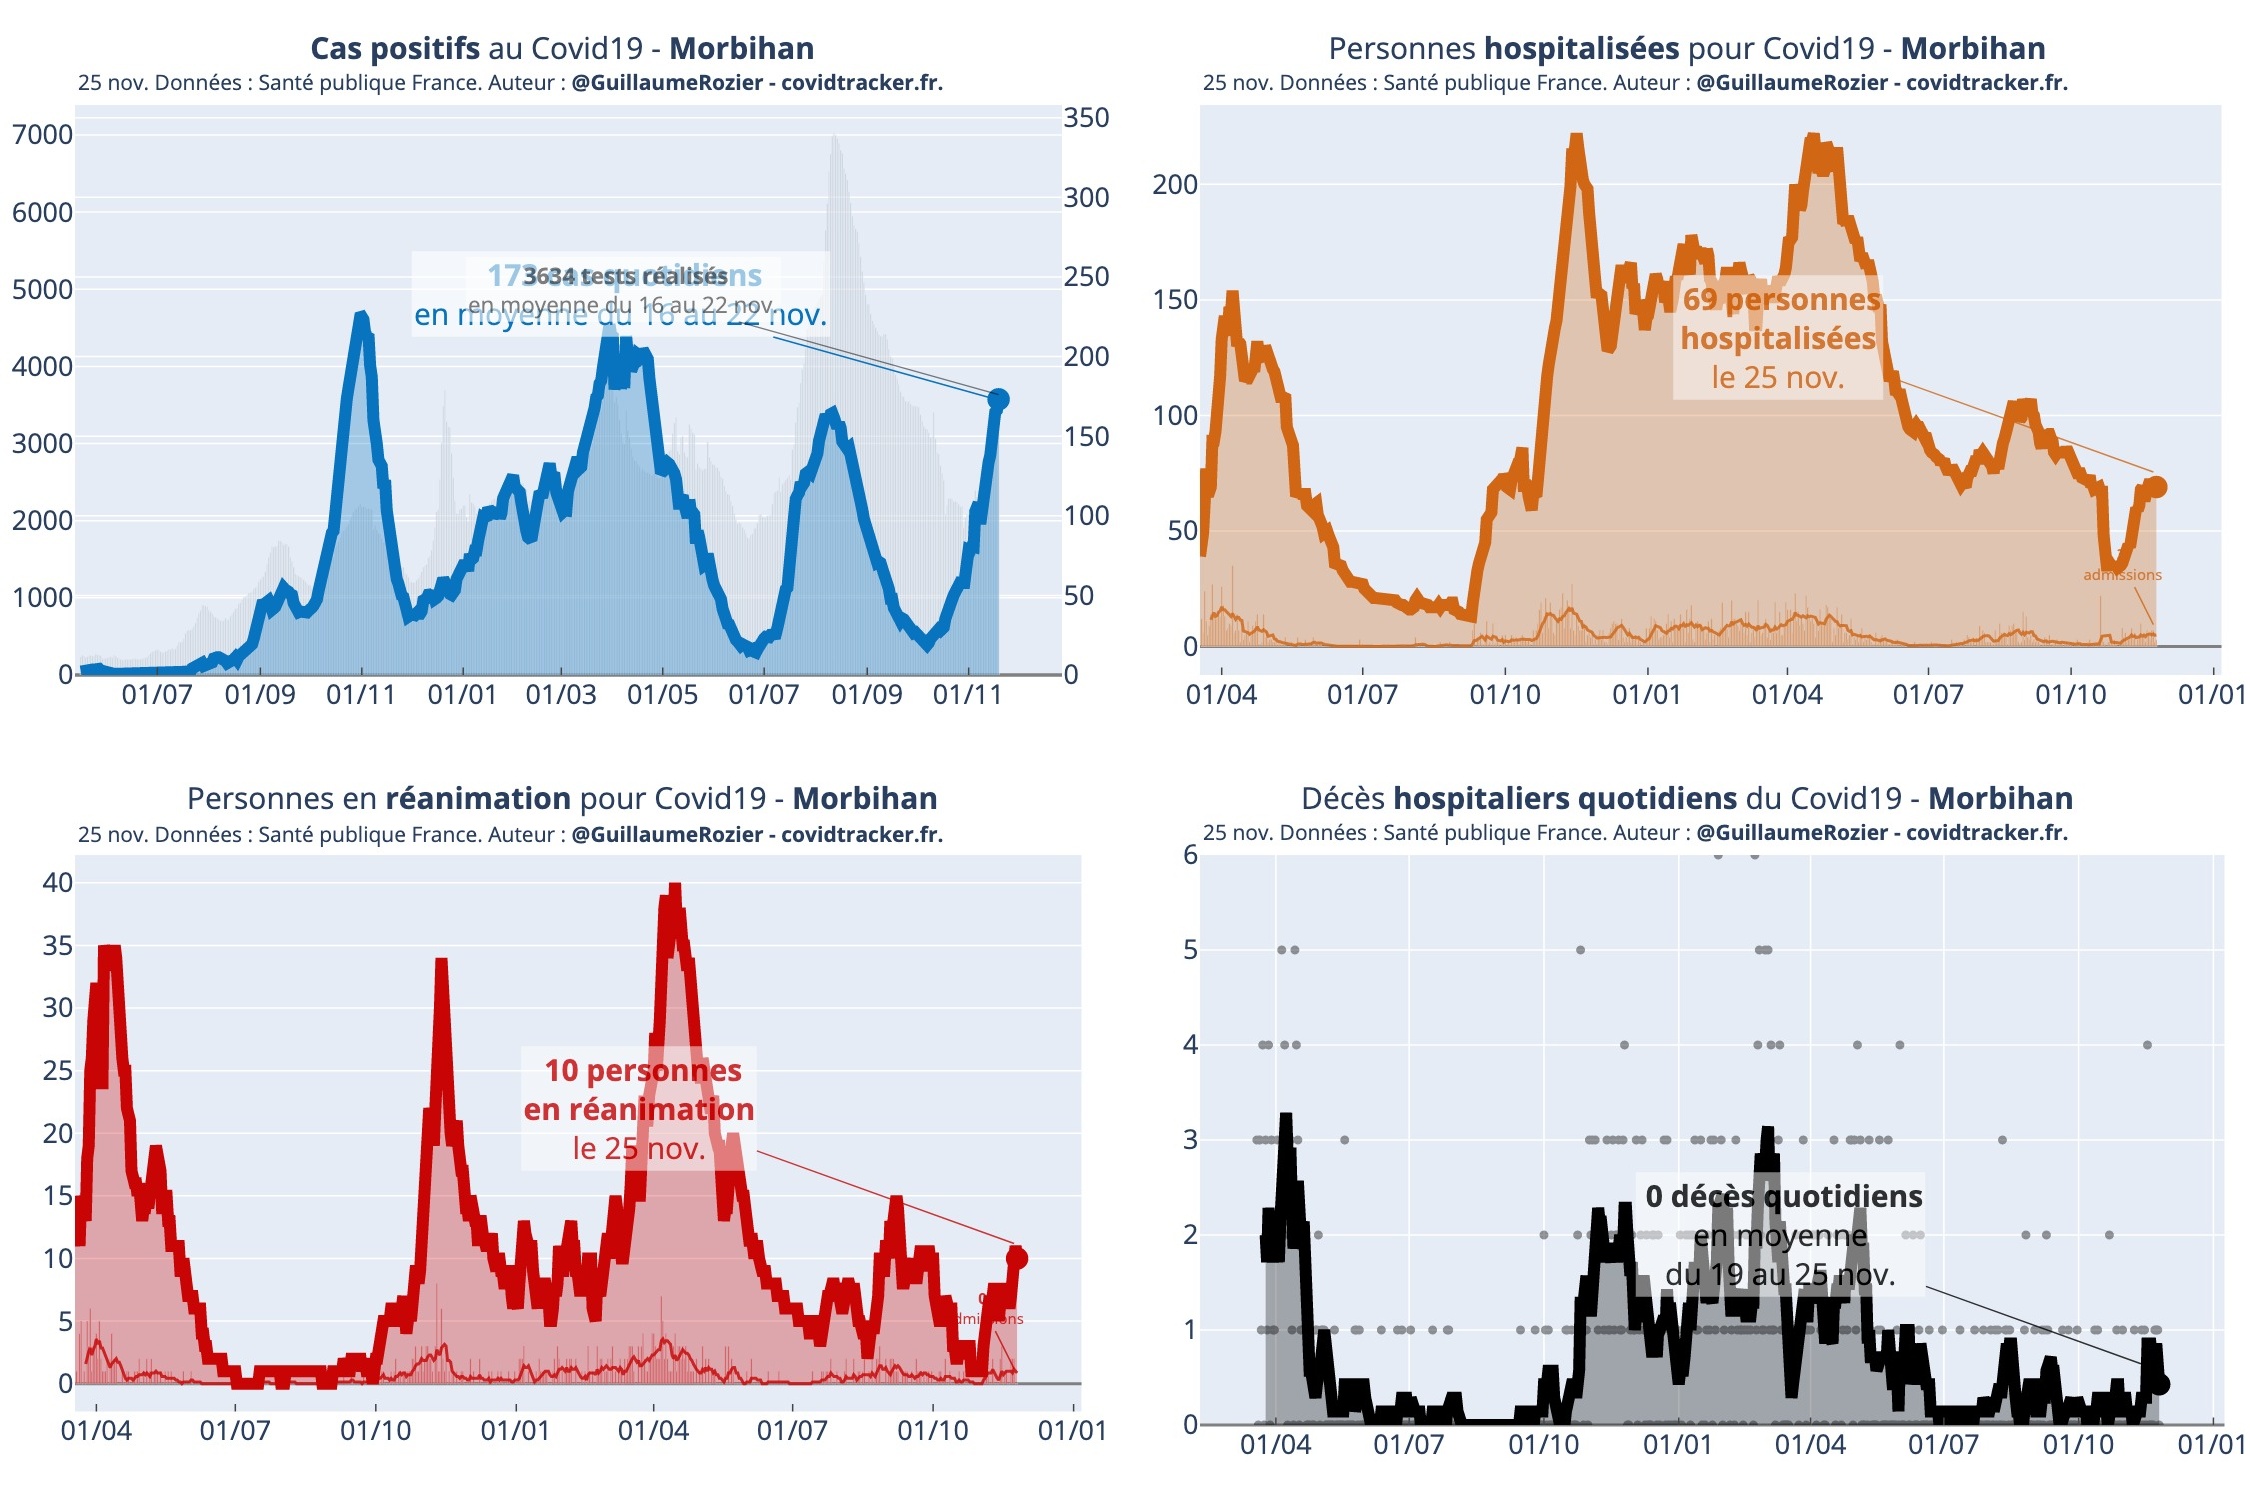 Cas positifs au Covid19 - Morbihan
25 nov. Données : Santé publique France. Auteur : @GuillaumeRozier - covidtracker.fr.
7000
6000
5000
4000
3000
2000
1000
0
350
300
250
200
150
100
50
0
173 cas quotidiens
en moyenne du 16 au 22 nov.
3634 tests réalisés
en moyenne du 16 au 22 nov.
01/07 01/09 01/11 01/01 01/03 01/05 01/07 01/09 01/11
Personnes hospitalisées pour Covid19 - Morbihan
25 nov. Données : Santé publique France. Auteur : @GuillaumeRozier - covidtracker.fr.
200
150
100
50
0
69 personnes
hospitalisées
le 25 nov.
admissions
01/04 01/07 01/10 01/01 01/04 01/07 01/10 01/01
Personnes en réanimation pour Covid19 - Morbihan
25 nov. Données : Santé publique France. Auteur : @GuillaumeRozier - covidtracker.fr.
40
35
30
25
20
15
10
5
0
10 personnes
en réanimation
le 25 nov.
0
admissions
01/04 01/07 01/10 01/01 01/04 01/07 01/10 01/01
Décès hospitaliers quotidiens du Covid19 - Morbihan
25 nov. Données : Santé publique France. Auteur : @GuillaumeRozier - covidtracker.fr.
6
5
4
3
2
1
0
0 décès quotidiens
en moyenne
du 19 au 25 nov.
01/04 01/07 01/10 01/01 01/04 01/07 01/10 01/01